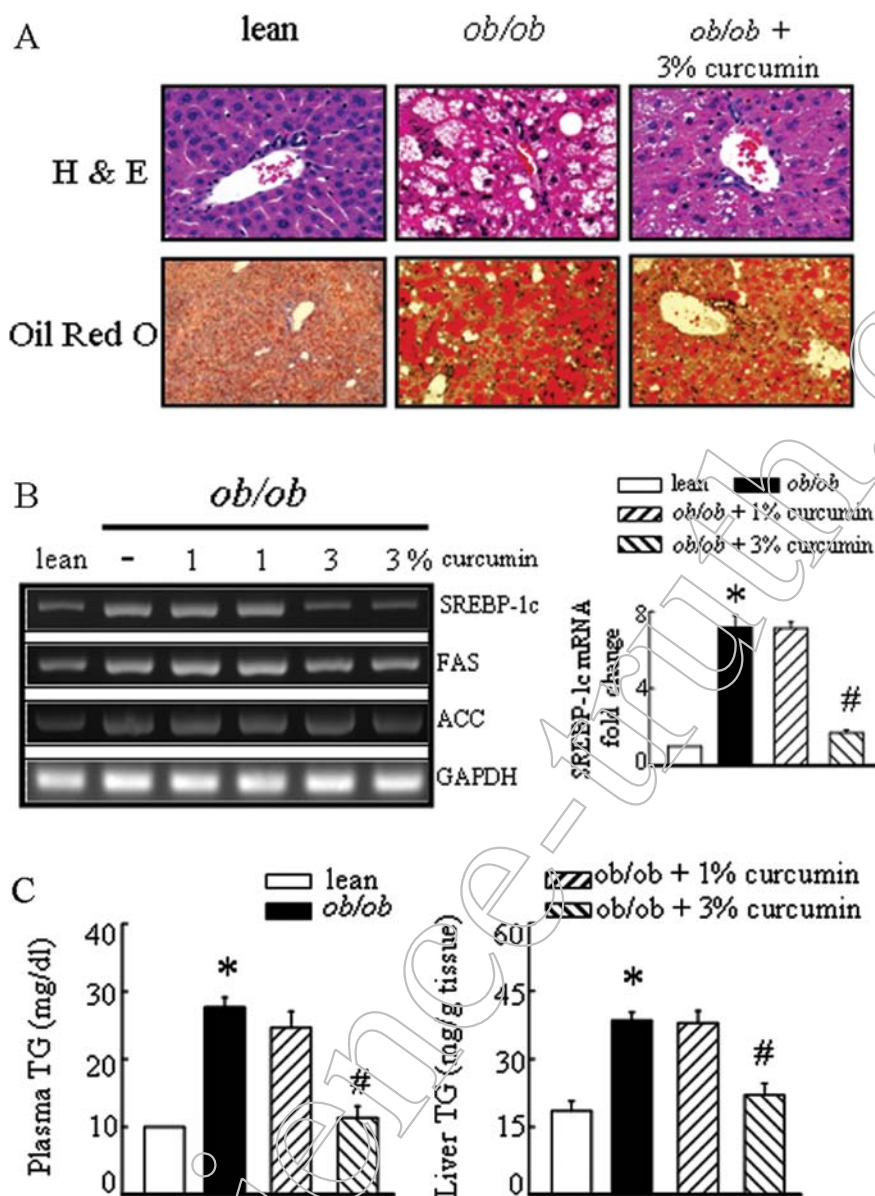 A
lean ob/ob ob/ob +
3% curcumin
H & E
Oil Red O
B
ob/ob
lean - 1 1 3 3 % curcumin
SREBP-1c
FAS
ACC
GAPDH
lean ob/ob
ob/ob + 1% curcumin
ob/ob + 3% curcumin
SREBP-1c mRNA
fold change
8
*
4
#
0
C
lean
ob/ob
ob/ob + 1% curcumin
ob/ob + 3% curcumin
Plasma TG (mg/dl)
40
30
20
10
0
*
#
Liver TG (mg/g tissue)
60
45
30
15
0
*
#